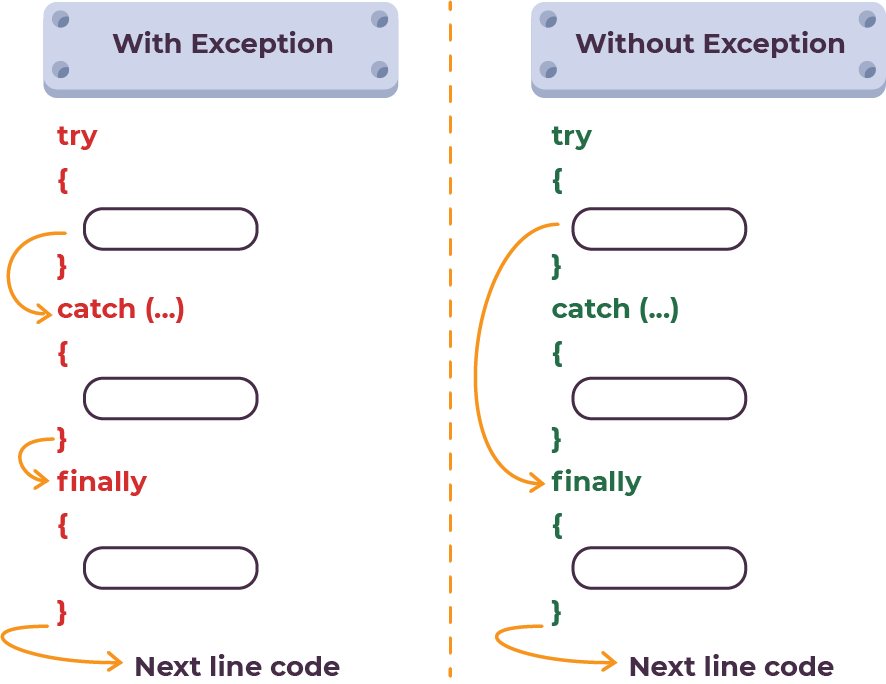 With Exception
try
{
}
catch (...)
{
}
finally
{
}
Next line code
Without Exception
try
{
}
catch (...)
{
}
finally
{
}
Next line code